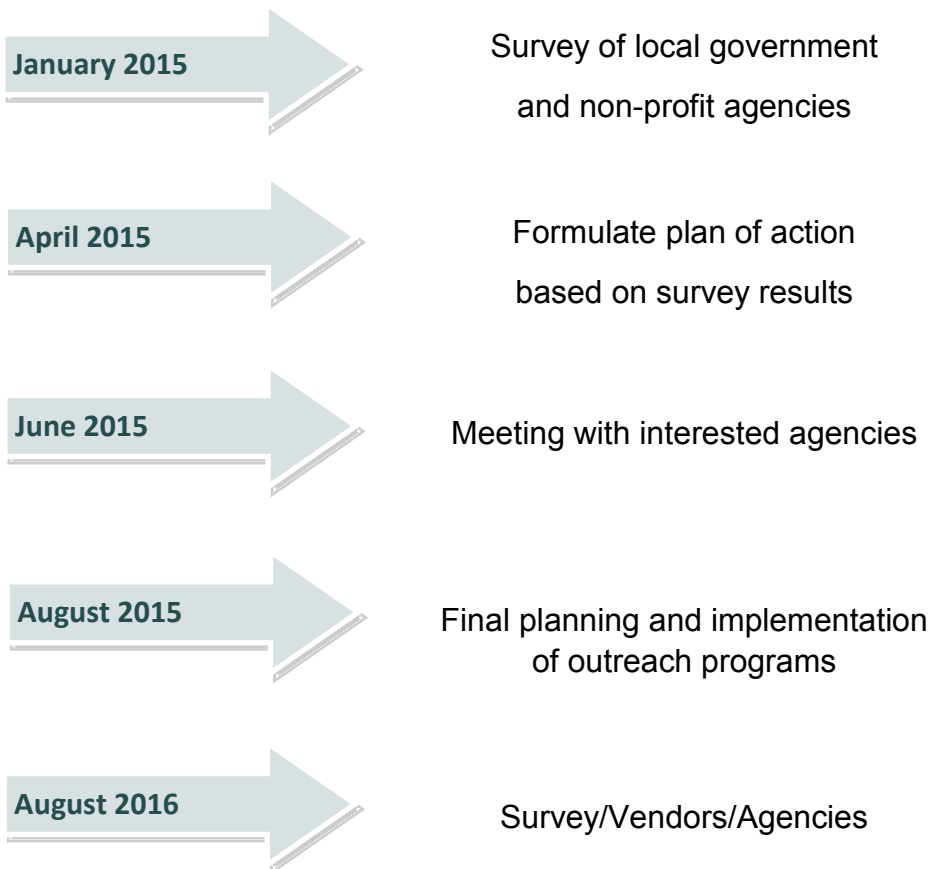 January 2015
Survey of local government
and non-profit agencies
April 2015
Formulate plan of action
based on survey results
June 2015
Meeting with interested agencies
August 2015
Final planning and implementation
of outreach programs
August 2016
Survey/Vendors/Agencies